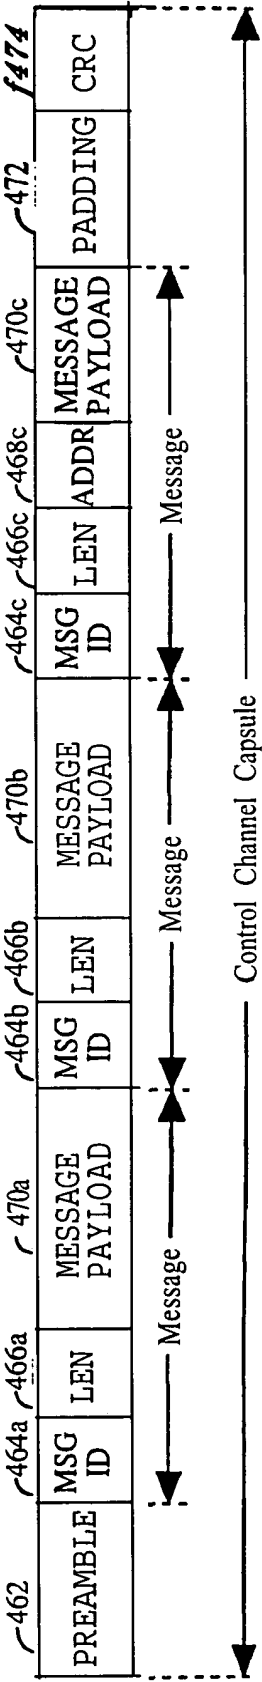 462
464a
466a
470a
464b
466b
470b
464c
466c
468c
470c
472
f474
PREAMBLE
MSG
ID
LEN
MESSAGE
PAYLOAD
MSG
ID
LEN
MESSAGE
PAYLOAD
MSG
ID
LEN
ADDR
MESSAGE
PAYLOAD
PADDING
CRC
Message
Message
Message
Control Channel Capsule